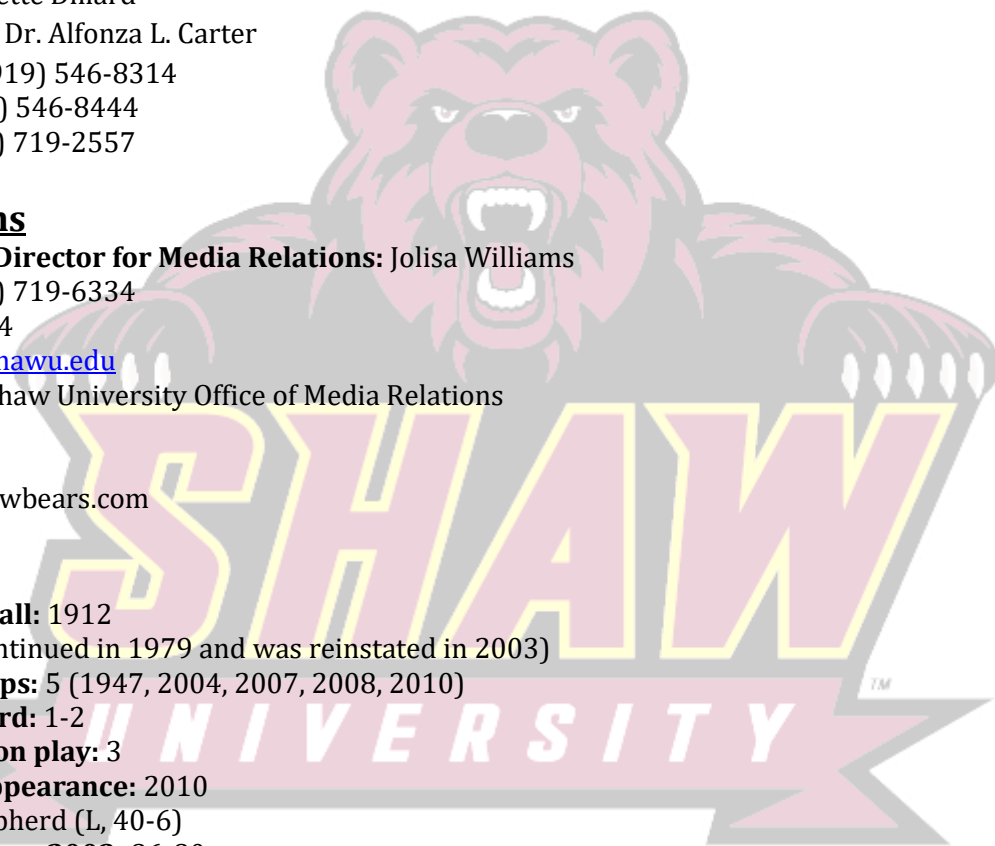 Dr. Alfonza L. Carter
919) 546-8314
) 546-8444
) 719-2557
ns
Director for Media Relations: Jolisa Williams
) 719-6334
4
hawu.edu
haw University Office of Media Relations
wbears.com
SHAW
all: 1912
ntinued in 1979 and was reinstated in 2003)
ps: 5 (1947, 2004, 2007, 2008, 2010)
TM
rd: 1-2
UNIVERSITY
on play: 3
ppearance: 2010
pherd (L, 40-6)